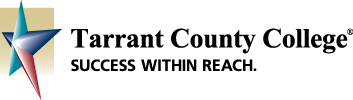 Tarrant County College®
SUCCESS WITHIN REACH.